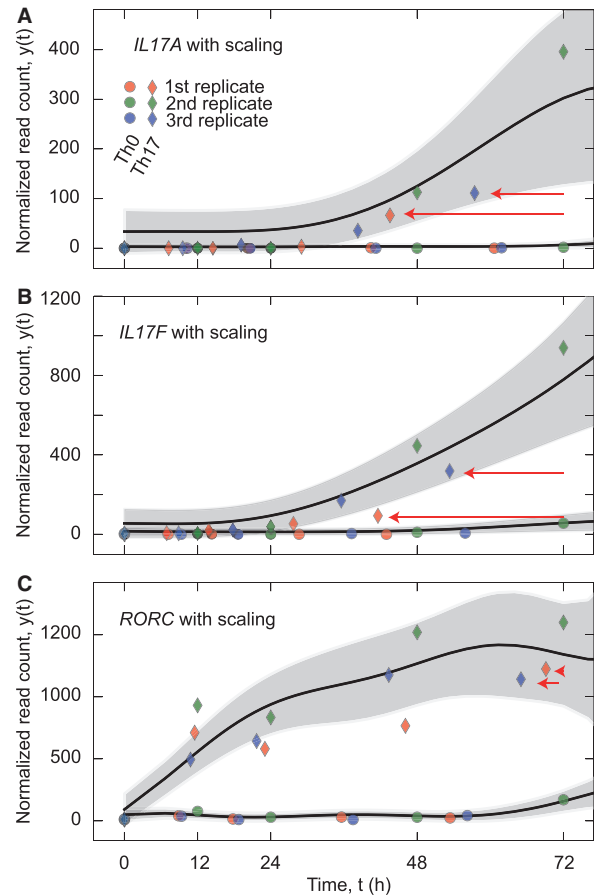 A
IL17A with scaling
1st replicate
2nd replicate
3rd replicate
Th0
Th17
Normalized read count, y(t)
400
300
200
100
0
B
IL17F with scaling
Normalized read count, y(t)
1200
800
400
0
C
RORC with scaling
Normalized read count, y(t)
1200
1000
500
0
0 12 24 48 72
Time, t (h)